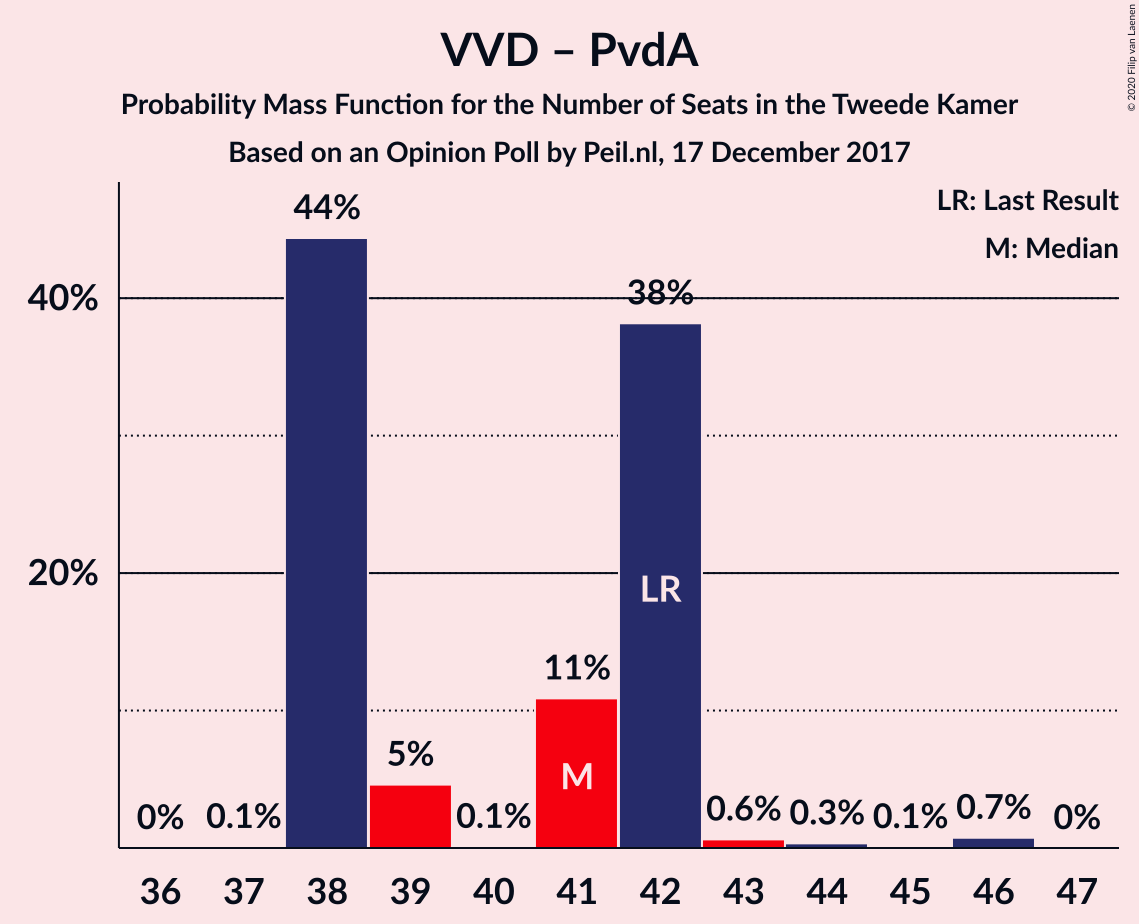 VVD – PvdA
Probability Mass Function for the Number of Seats in the Tweede Kamer
Based on an Opinion Poll by Peil.nl, 17 December 2017
© 2020 Filip van Laenen
LR: Last Result
M: Median
44%
40%
38%
20%
LR
11%
M
5%
0%
0.1%
0.1%
0.6%
0.3%
0.1%
0.7%
0%
36 37 38 39 40 41 42 43 44 45 46 47